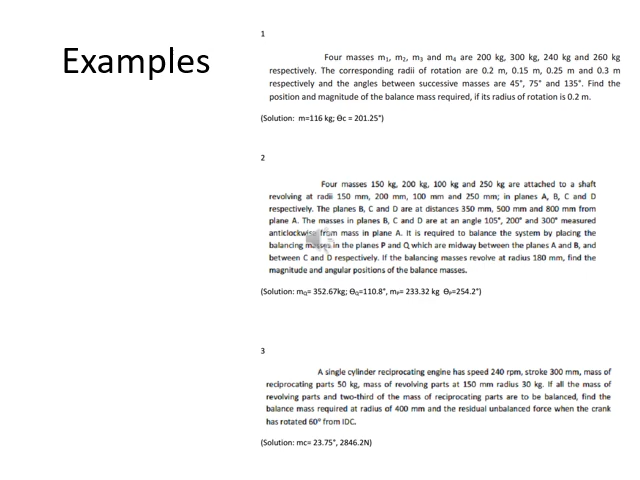 Examples
1
Four masses m₁, m₂, m₃ and m₄ are 200 kg, 300 kg, 240 kg and 260 kg
respectively. The corresponding radii of rotation are 0.2 m, 0.15 m, 0.25 m and 0.3 m
respectively and the angles between successive masses are 45°, 75° and 135°. Find the
position and magnitude of the balance mass required, if its radius of rotation is 0.2 m.
(Solution: m=116 kg; Θc = 201.25°)
2
Four masses 150 kg, 200 kg, 100 kg and 250 kg are attached to a shaft
revolving at radii 150 mm, 200 mm, 100 mm and 250 mm; in planes A, B, C and D
respectively. The planes B, C and D are at distances 350 mm, 500 mm and 800 mm from
plane A. The masses in planes B, C and D are at an angle 105°, 200° and 300° measured
anticlockwise from mass in plane A. It is required to balance the system by placing the
balancing masses in the planes P and Q which are midway between the planes A and B, and
between C and D respectively. If the balancing masses revolve at radius 180 mm, find the
magnitude and angular positions of the balance masses.
(Solution: mQ= 352.67kg; ΘQ=110.8°, mP= 233.32 kg ΘP=254.2°)
3
A single cylinder reciprocating engine has speed 240 rpm, stroke 300 mm, mass of
reciprocating parts 50 kg, mass of revolving parts at 150 mm radius 30 kg. If all the mass of
revolving parts and two-third of the mass of reciprocating parts are to be balanced, find the
balance mass required at radius of 400 mm and the residual unbalanced force when the crank
has rotated 60° from IDC.
(Solution: mc= 23.75°, 2846.2N)